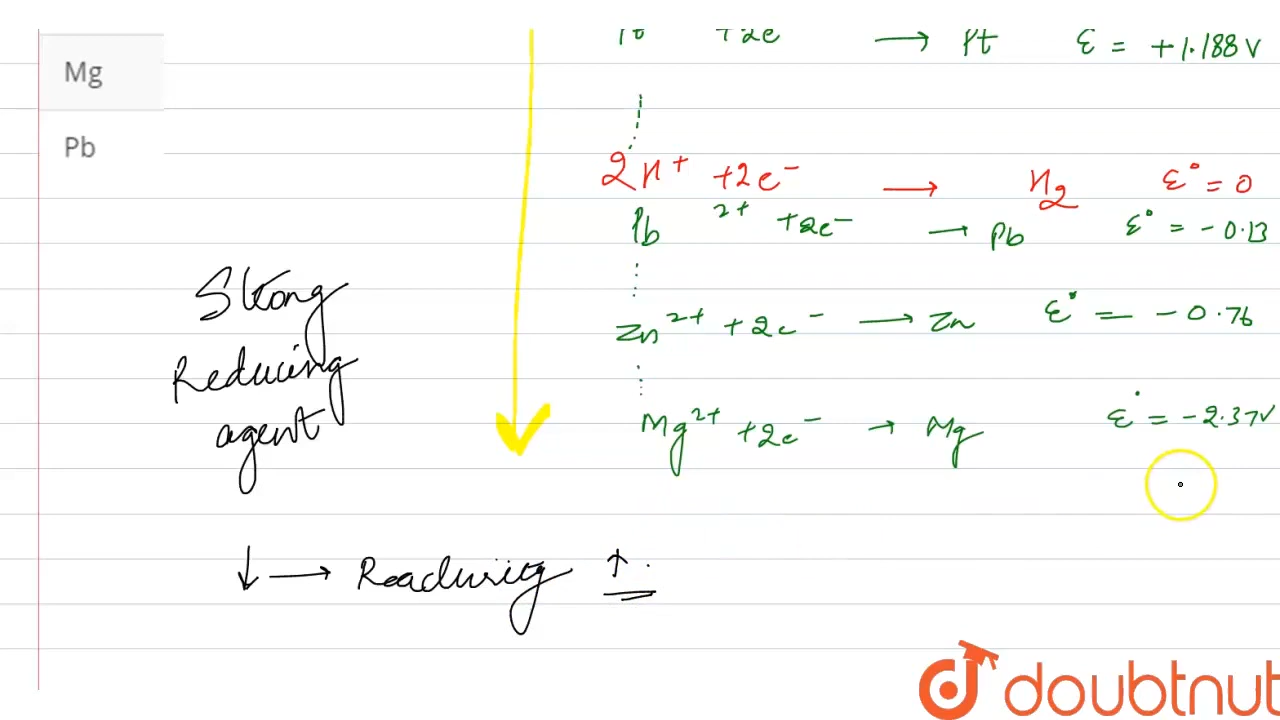 Mg
Pb
Pt +2e → Pt ε = +1.188 V
2H⁺ +2e⁻ → H₂ ε° = 0
Pb²⁺ +2e⁻ → Pb ε° = -0.13
Zn²⁺ + 2e⁻ → Zn ε° = -0.76
Mg²⁺ +2e⁻ → Mg ε° = -2.37V
Strong
Reducing
agent
↓ → Readucing ↑.
doubtnut